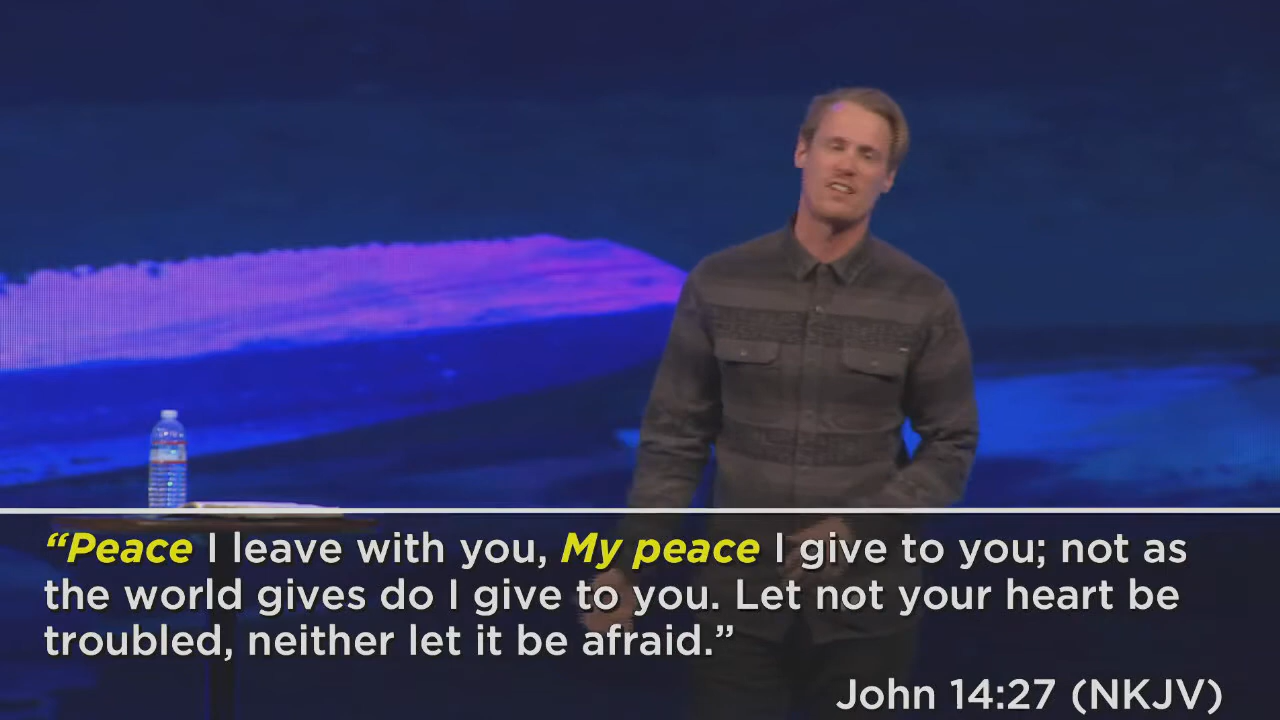 “Peace I leave with you, My peace I give to you; not as
the world gives do I give to you. Let not your heart be
troubled, neither let it be afraid.”
John 14:27 (NKJV)